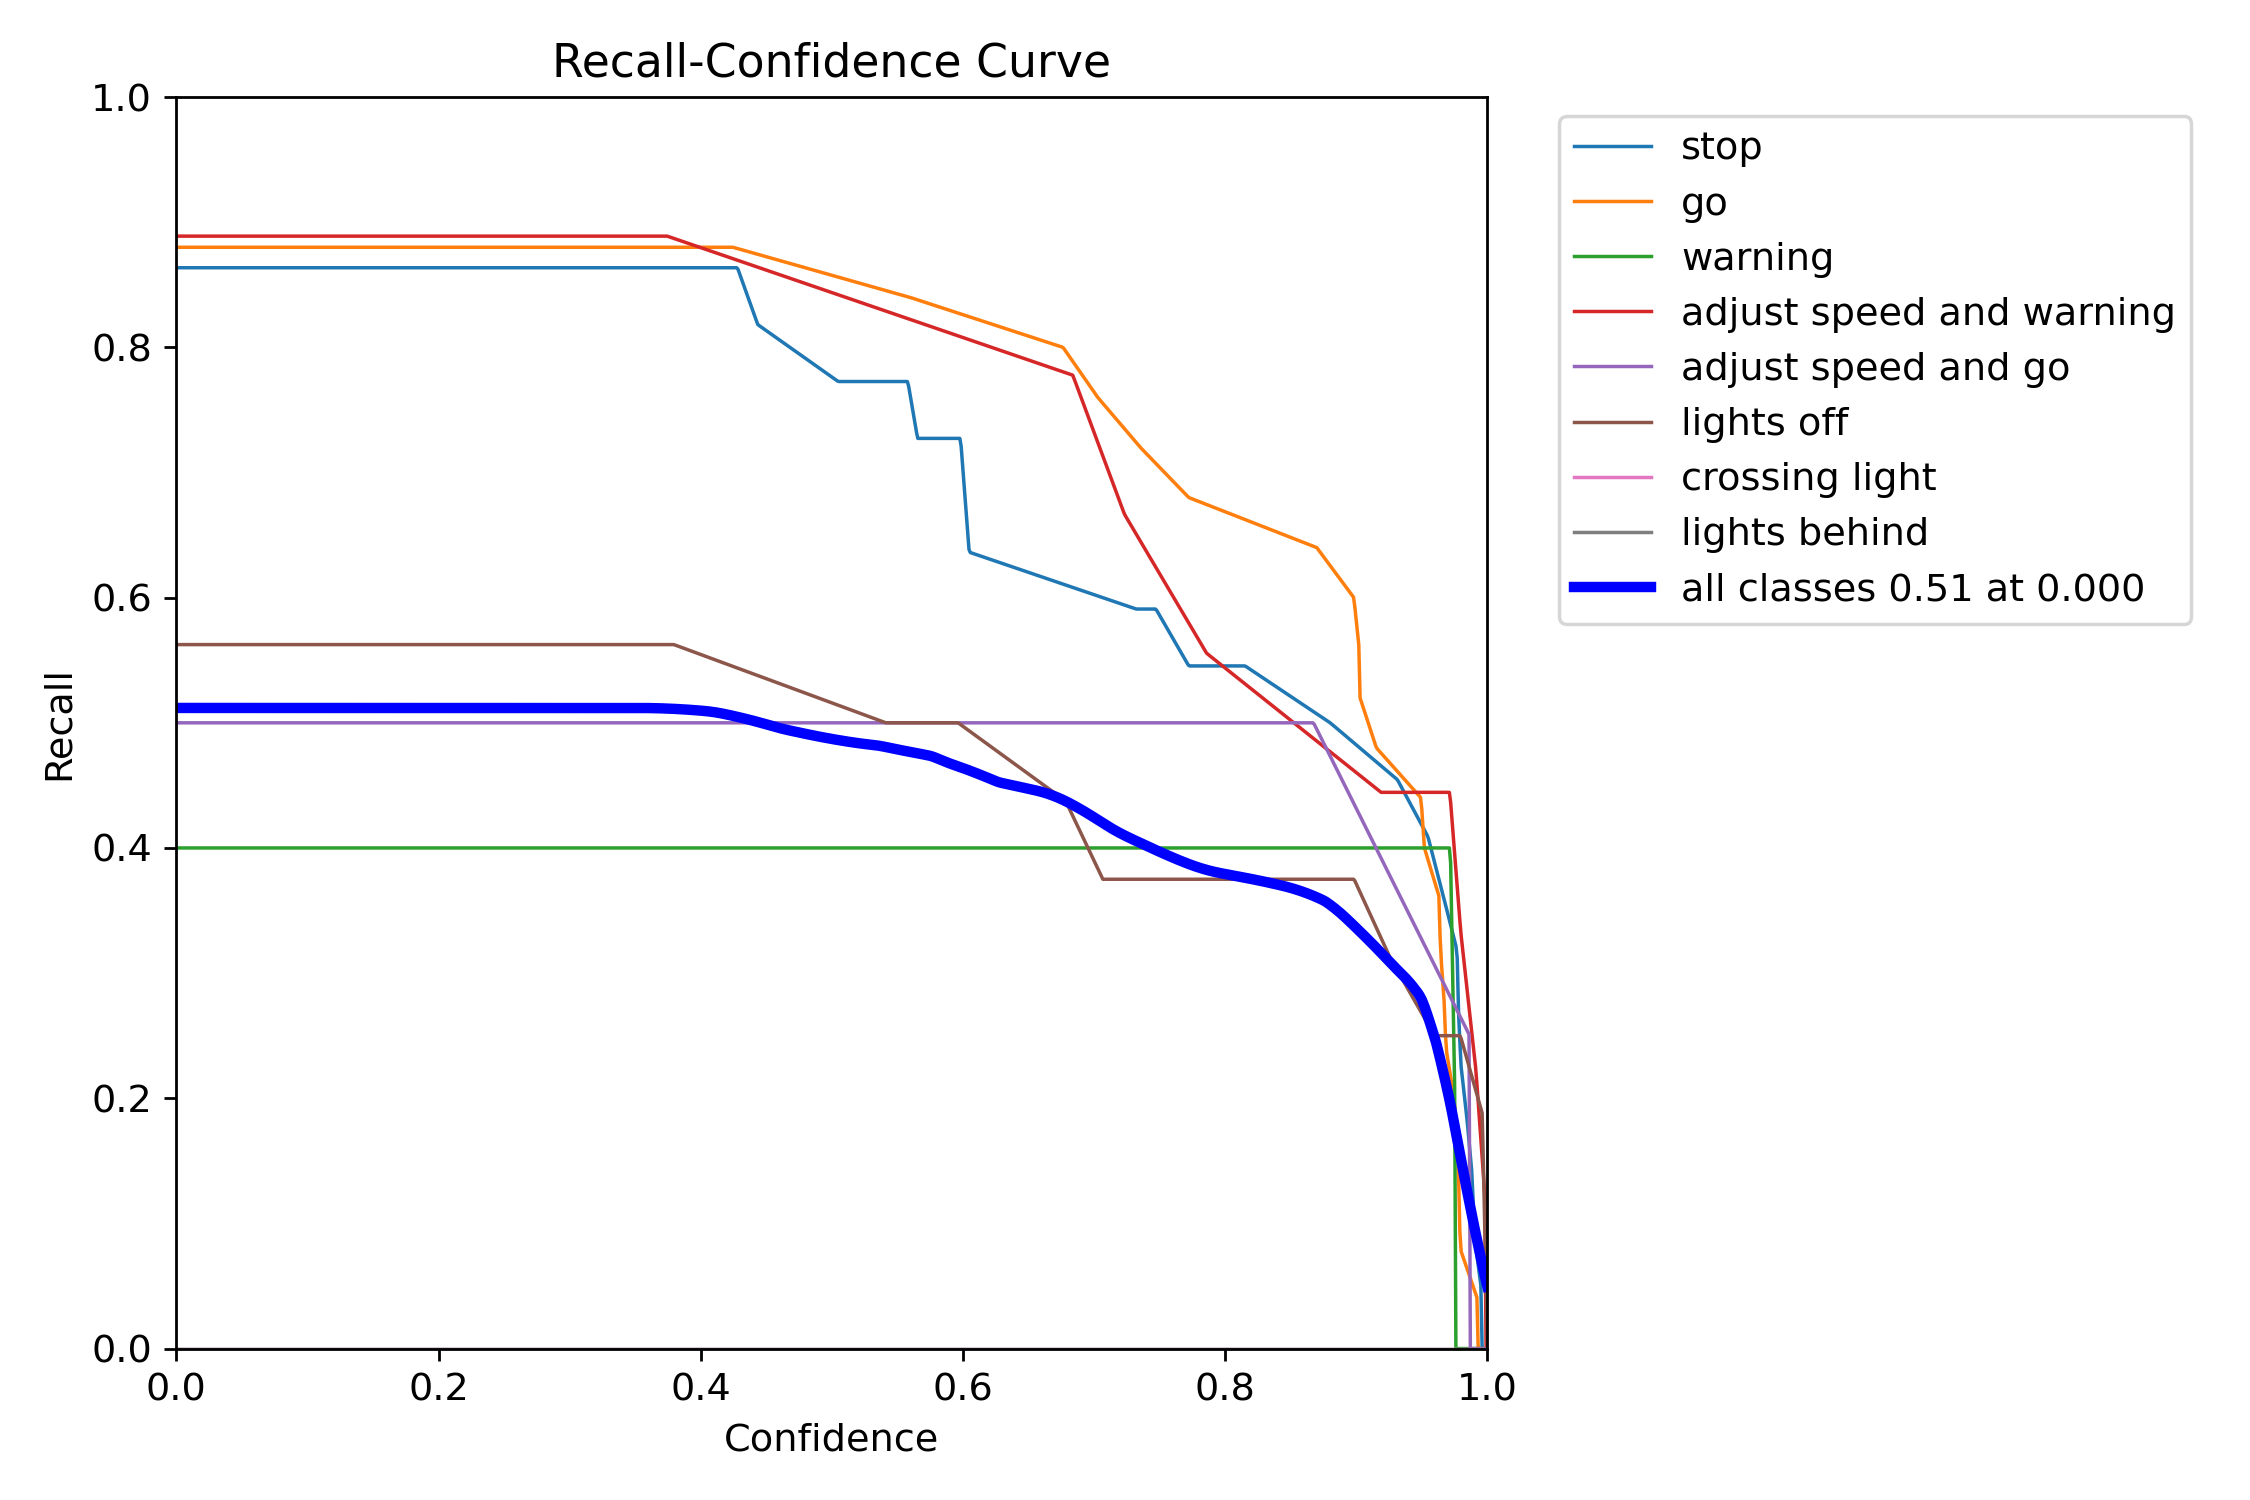 Recall-Confidence Curve
1.0
0.8
0.6
0.4
0.2
0.0
Recall
0.0 0.2 0.4 0.6 0.8 1.0
Confidence
stop
go
warning
adjust speed and warning
adjust speed and go
lights off
crossing light
lights behind
all classes 0.51 at 0.000